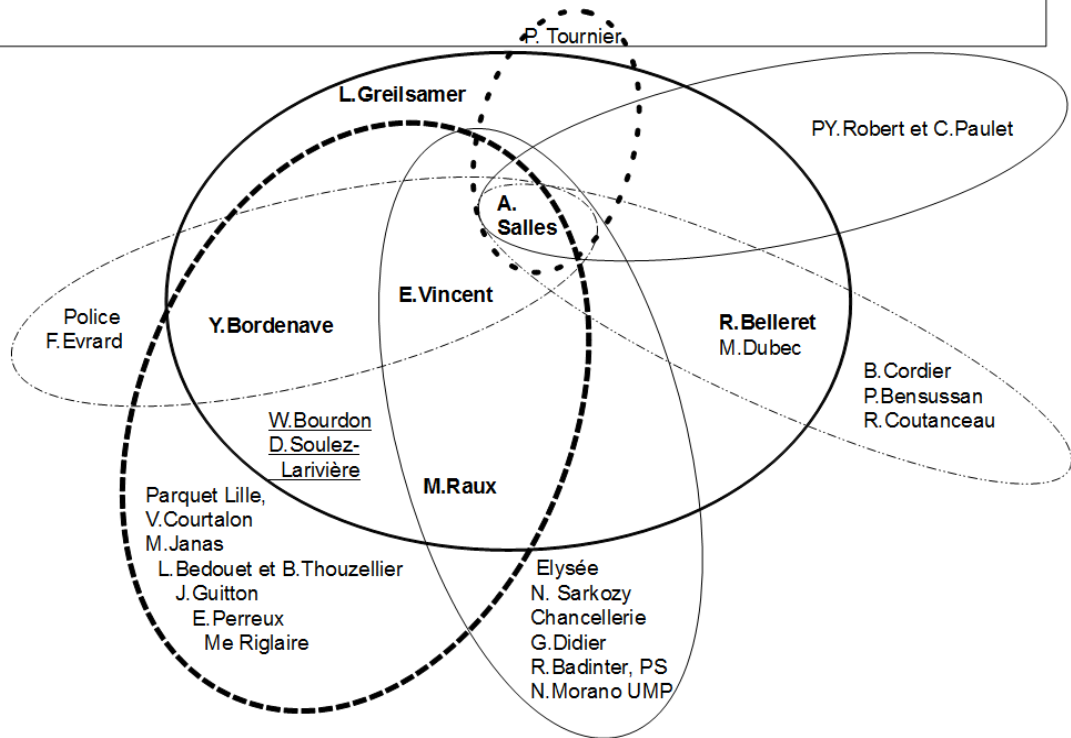 P. Tournier
L.Greilsamer
PY.Robert et C.Paulet
A.
Salles
E.Vincent
Police
F.Evrard
Y.Bordenave
R.Belleret
M.Dubec
B.Cordier
P.Bensussan
R.Coutanceau
W.Bourdon
D.Soulez-
Larivière
M.Raux
Parquet Lille,
V.Courtalon
M.Janas
L.Bedouet et B.Thouzellier
J.Guitton
E.Perreux
Me Riglaire
Elysée
N. Sarkozy
Chancellerie
G.Didier
R.Badinter, PS
N.Morano UMP